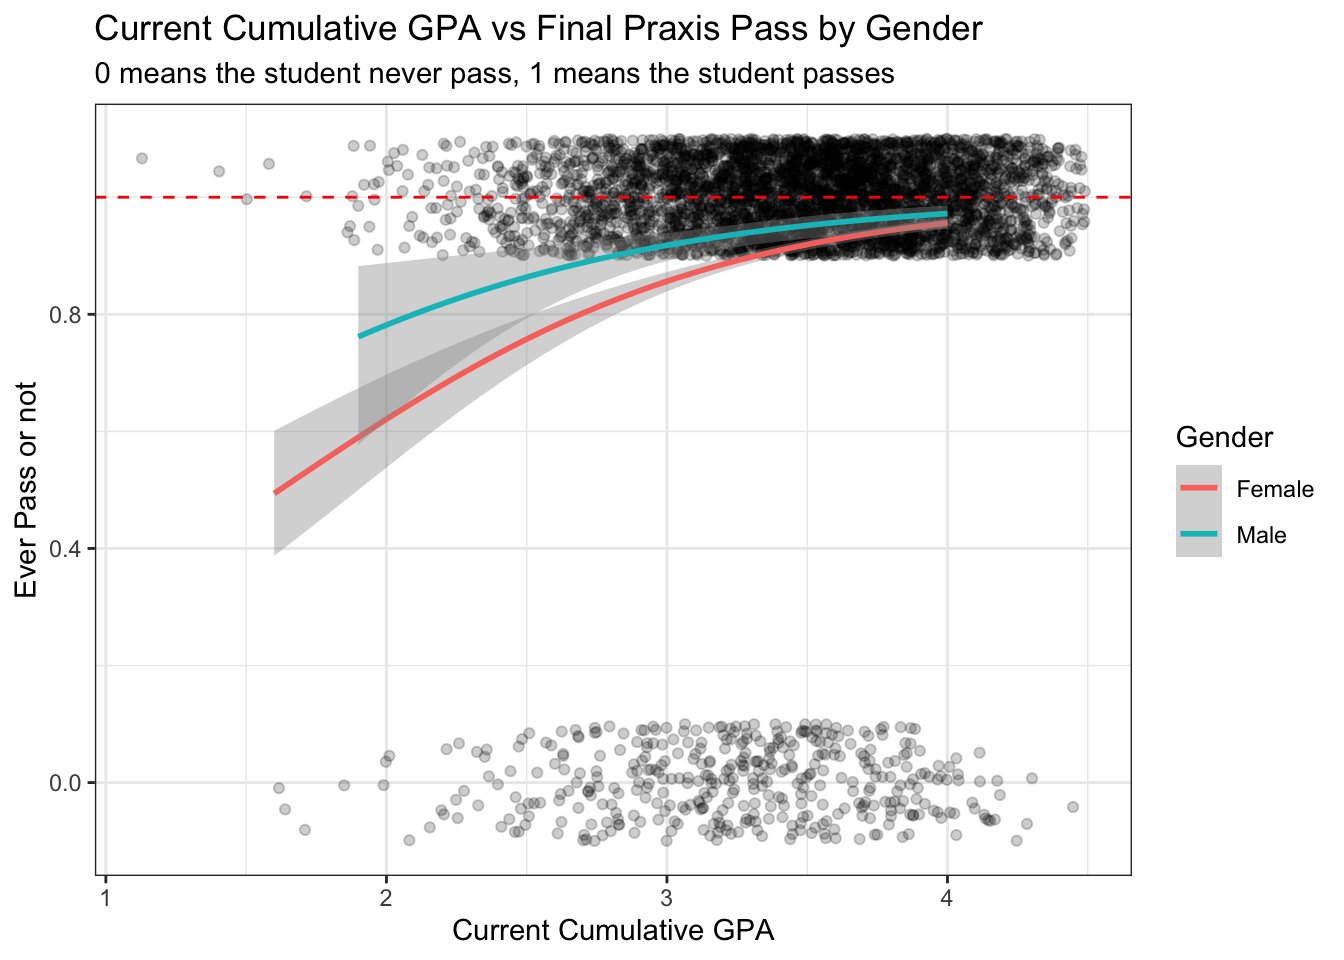 Current Cumulative GPA vs Final Praxis Pass by Gender
0 means the student never pass, 1 means the student passes
Ever Pass or not
0.8
0.4
0.0
1 2 3 4
Current Cumulative GPA
Gender
Female
Male